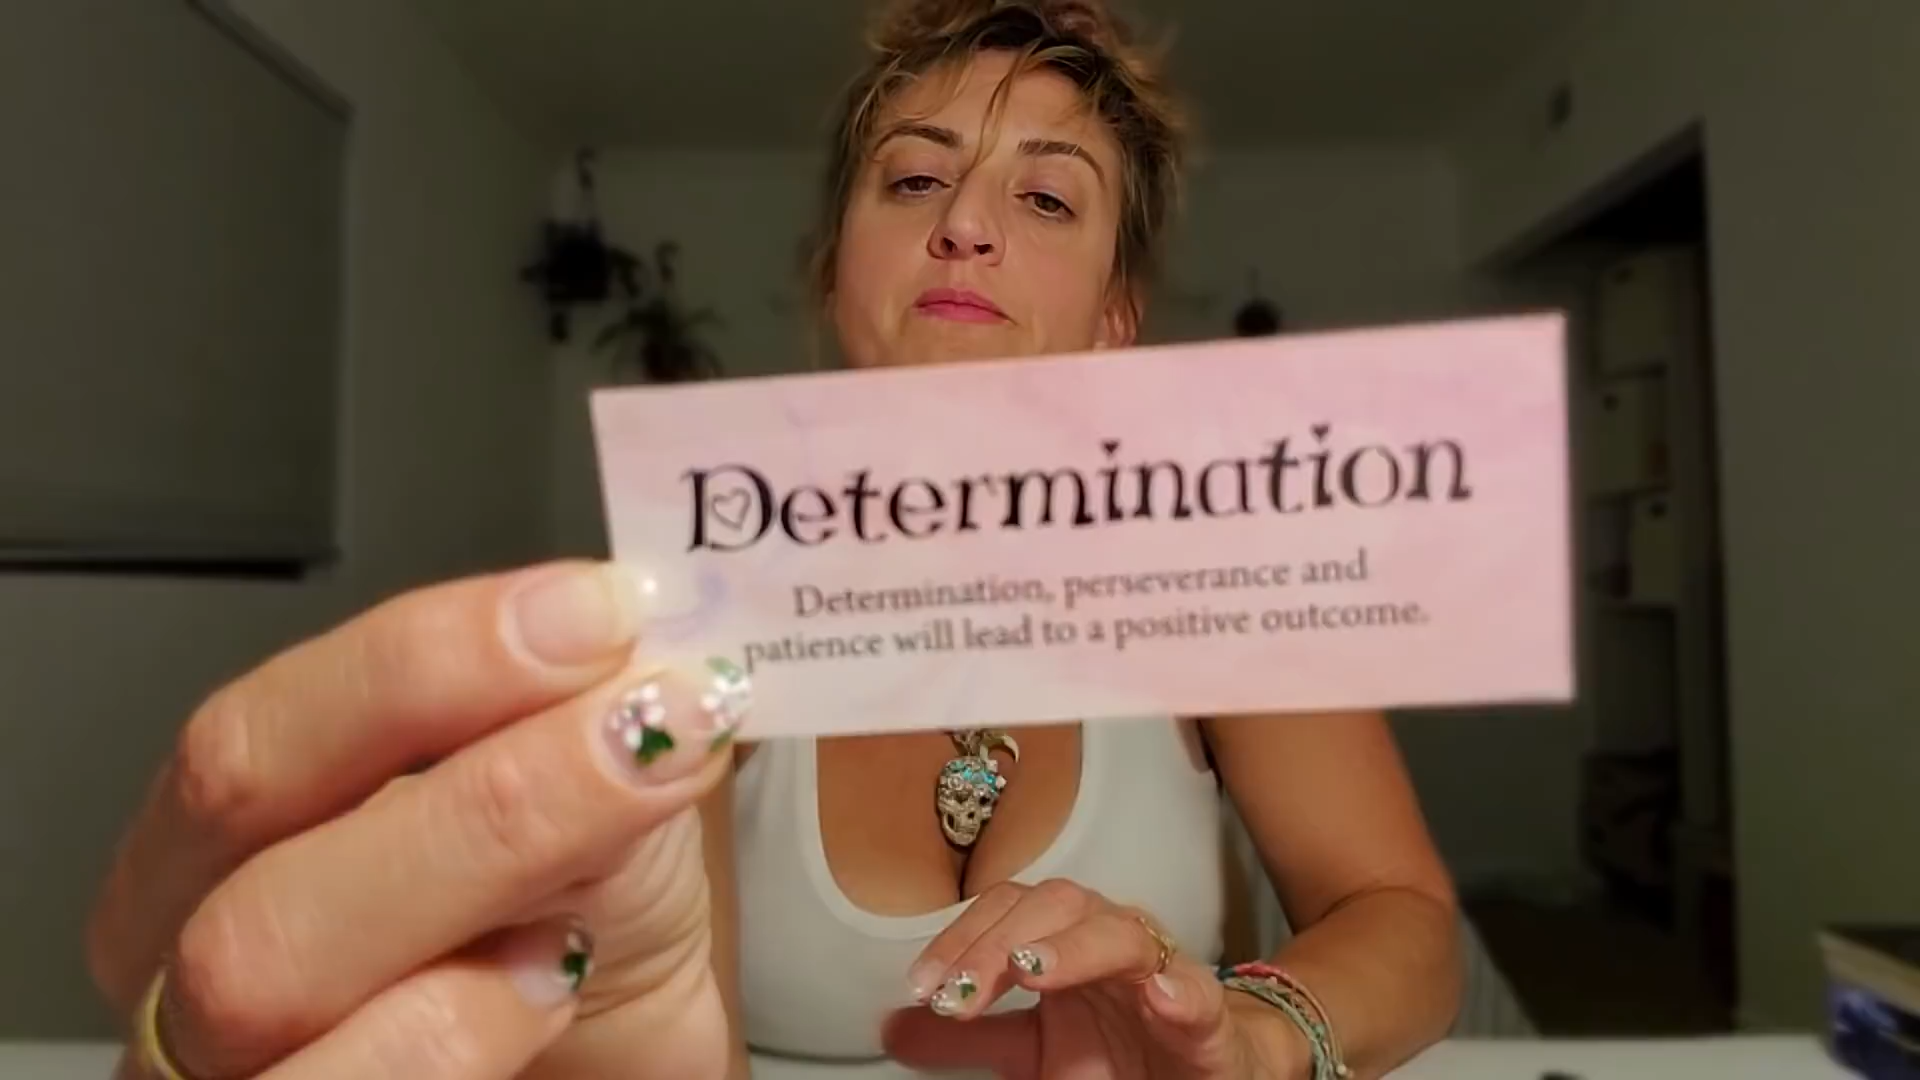 Determination
Determination, perseverance and
patience will lead to a positive outcome.